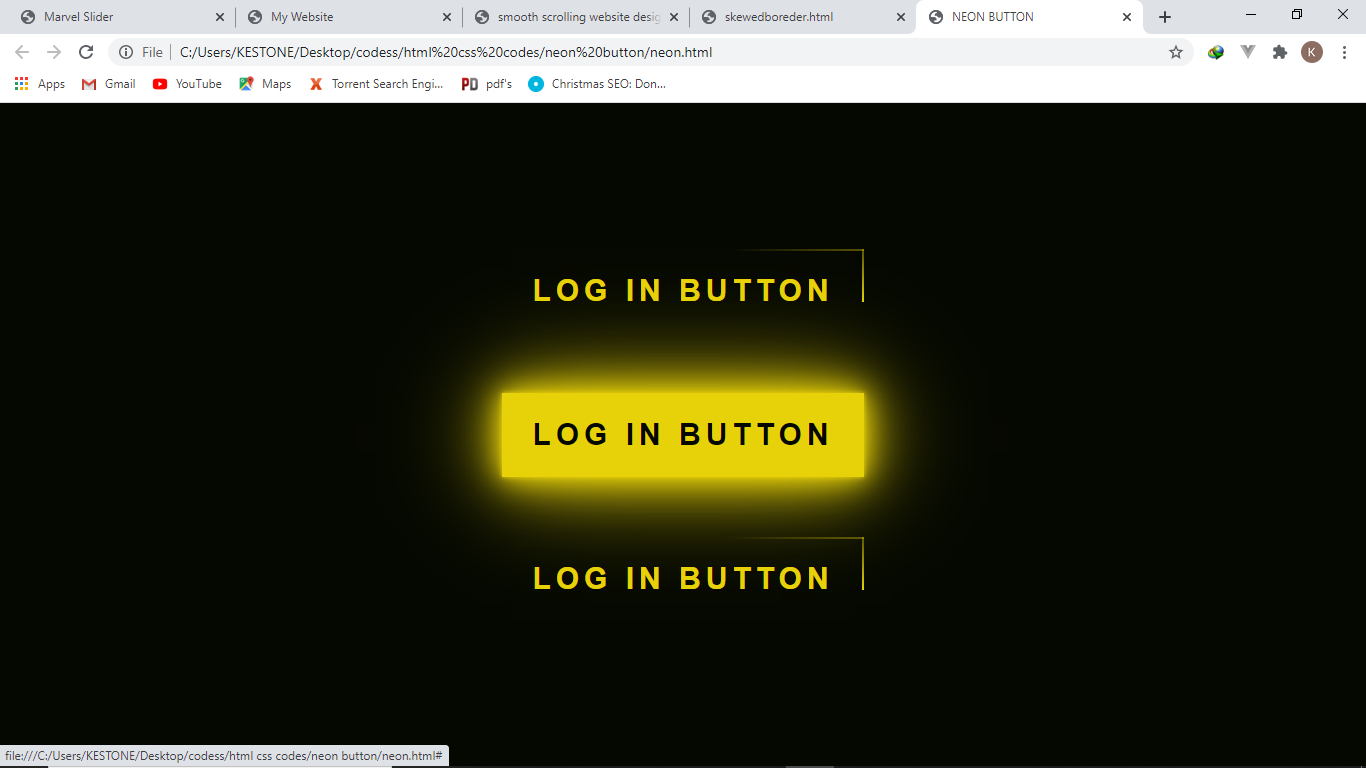 Marvel Slider
My Website
smooth scrolling website desig
skewedboreder.html
NEON BUTTON
File
C:/Users/KESTONE/Desktop/codess/html%20css%20codes/neon%20button/neon.html
K
Apps
Gmail
YouTube
Maps
Torrent Search Engi...
PD
pdf's
Christmas SEO: Don...
LOG IN BUTTON
LOG IN BUTTON
LOG IN BUTTON
file:///C:/Users/KESTONE/Desktop/codess/html css codes/neon button/neon.html#